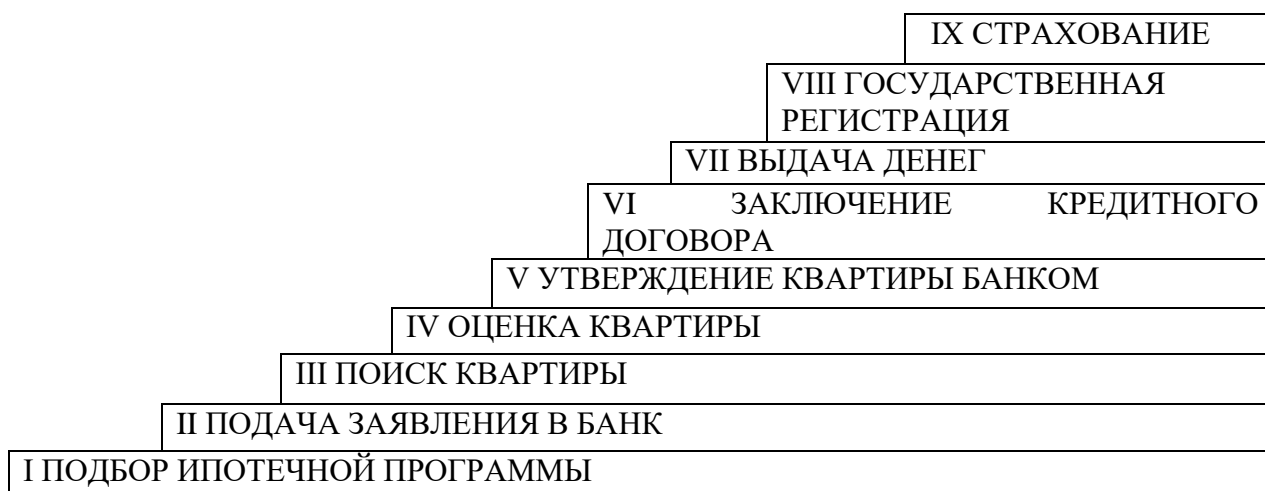 IX СТРАХОВАНИЕ
VIII ГОСУДАРСТВЕННАЯ
РЕГИСТРАЦИЯ
VII ВЫДАЧА ДЕНЕГ
VI ЗАКЛЮЧЕНИЕ КРЕДИТНОГО
ДОГОВОРА
V УТВЕРЖДЕНИЕ КВАРТИРЫ БАНКОМ
IV ОЦЕНКА КВАРТИРЫ
III ПОИСК КВАРТИРЫ
II ПОДАЧА ЗАЯВЛЕНИЯ В БАНК
I ПОДБОР ИПОТЕЧНОЙ ПРОГРАММЫ